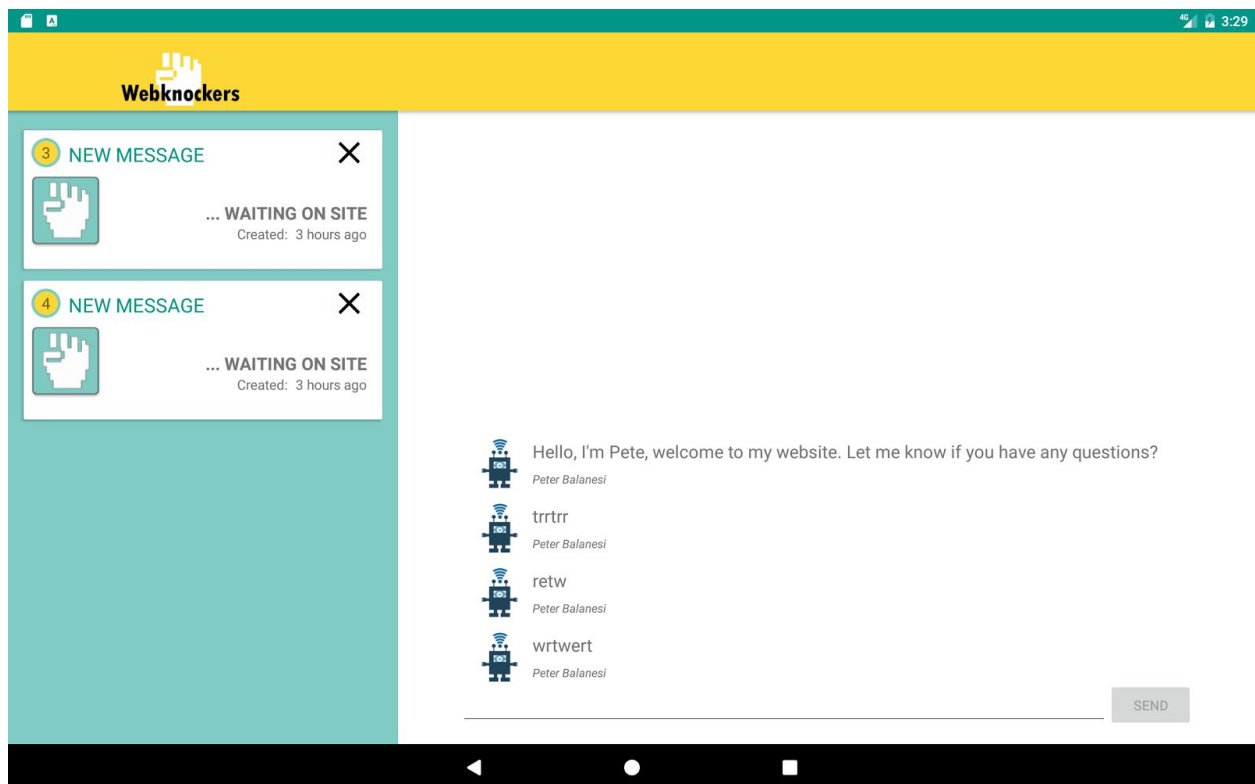 A
4G
3:29
Webknockers
3 NEW MESSAGE
... WAITING ON SITE
Created: 3 hours ago
4 NEW MESSAGE
... WAITING ON SITE
Created: 3 hours ago
Hello, I'm Pete, welcome to my website. Let me know if you have any questions?
Peter Balanesi
trrtrr
Peter Balanesi
retw
Peter Balanesi
wrtwert
Peter Balanesi
SEND